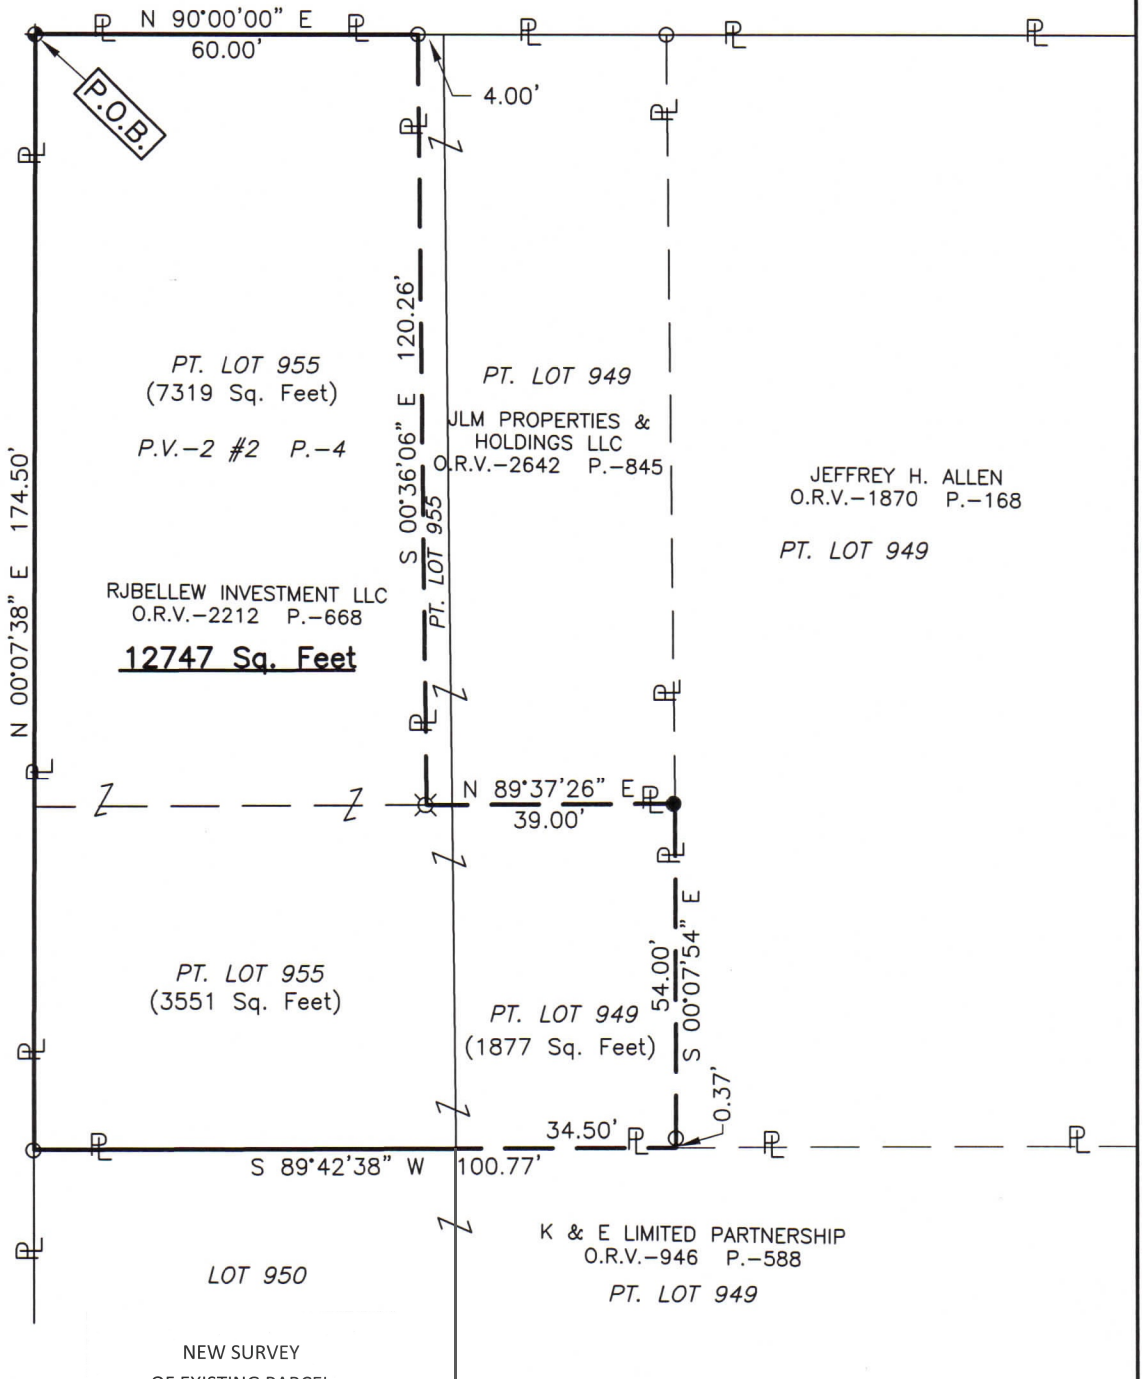 N 90°00'00" E
60.00'
P.O.B.
4.00'
S 00°36'06" E 120.26'
PT. LOT 955
(7319 Sq. Feet)
P.V.-2 #2 P.-4
PT. LOT 949
JLM PROPERTIES &
HOLDINGS LLC
O.R.V.-2642 P.-845
JEFFREY H. ALLEN
O.R.V.-1870 P.-168
PT. LOT 949
N 00°07'38" E 174.50'
PT. LOT 955
RJBELLEW INVESTMENT LLC
O.R.V.-2212 P.-668
12747 Sq. Feet
N 89°37'26" E
39.00'
PT. LOT 955
(3551 Sq. Feet)
PT. LOT 949
(1877 Sq. Feet)
54.00'
S 00°07'54" E
0.37'
34.50'
S 89°42'38" W 100.77'
K & E LIMITED PARTNERSHIP
O.R.V.-946 P.-588
PT. LOT 949
LOT 950
NEW SURVEY
OF EXISTING PARCEL